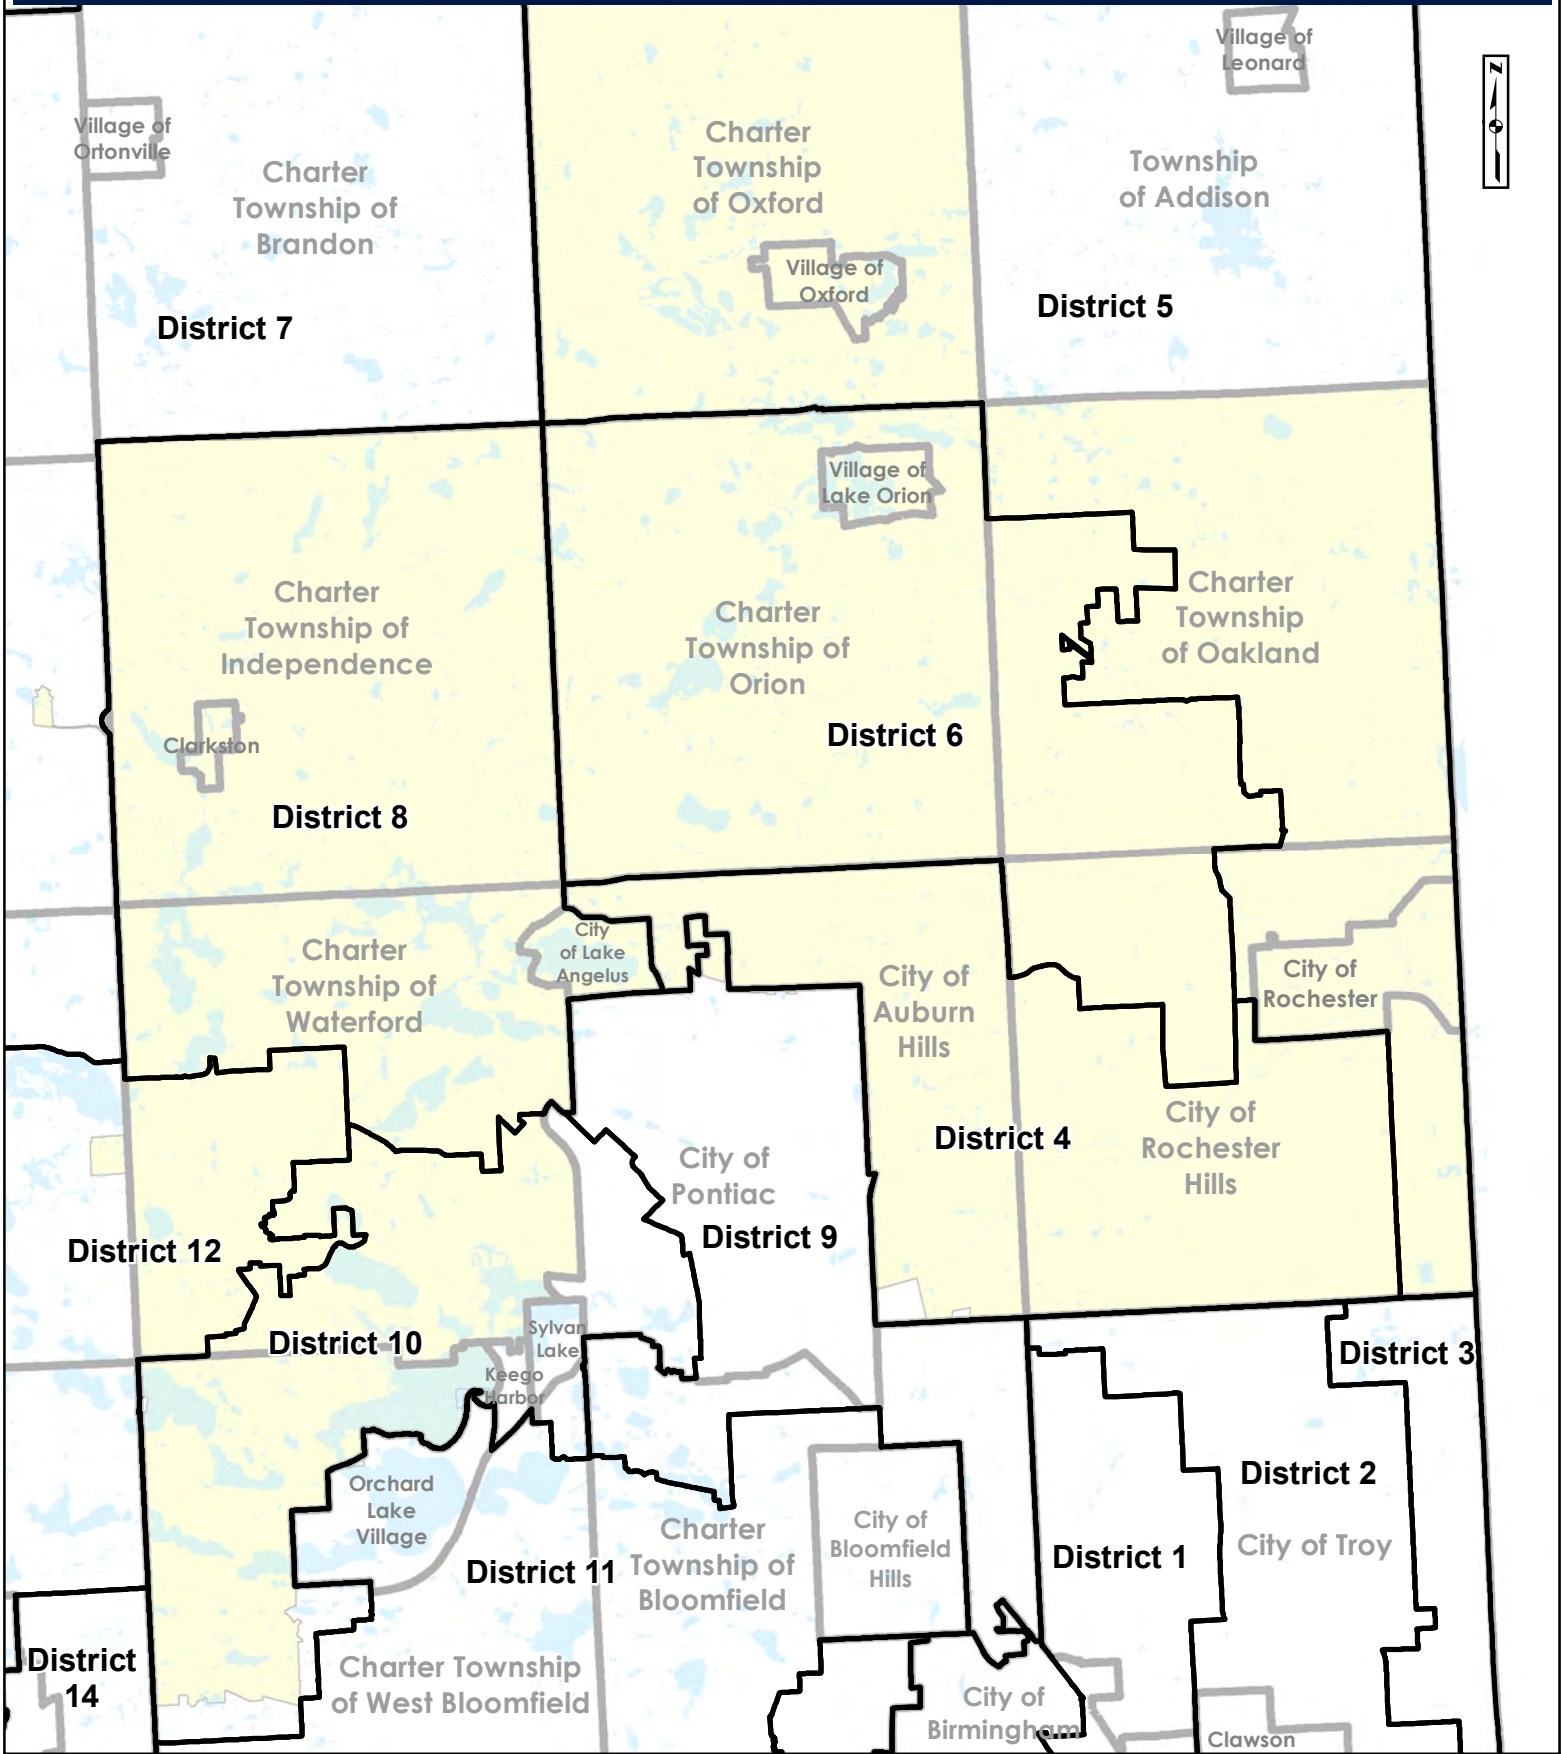 Village of
Leonard
N
Village of
Ortonville
Charter
Township of
Brandon
Charter
Township
of Oxford
Township
of Addison
Village of
Oxford
District 7
District 5
Village of
Lake Orion
Charter
Township of
Independence
Charter
Township of
Orion
Charter
Township
of Oakland
Clarkston
District 6
District 8
Charter
Township of
Waterford
City
of Lake
Angelus
City of
Auburn
Hills
City of
Rochester
City of
Pontiac
District 4
City of
Rochester
Hills
District 12
District 9
District 10
Sylvan
Lake
Keego
Harbor
District 3
Orchard
Lake
Village
District 11
Charter
Township of
Bloomfield
City of
Bloomfield
Hills
District 1
District 2
City of Troy
District
14
Charter Township
of West Bloomfield
City of
Birmingham
Clawson